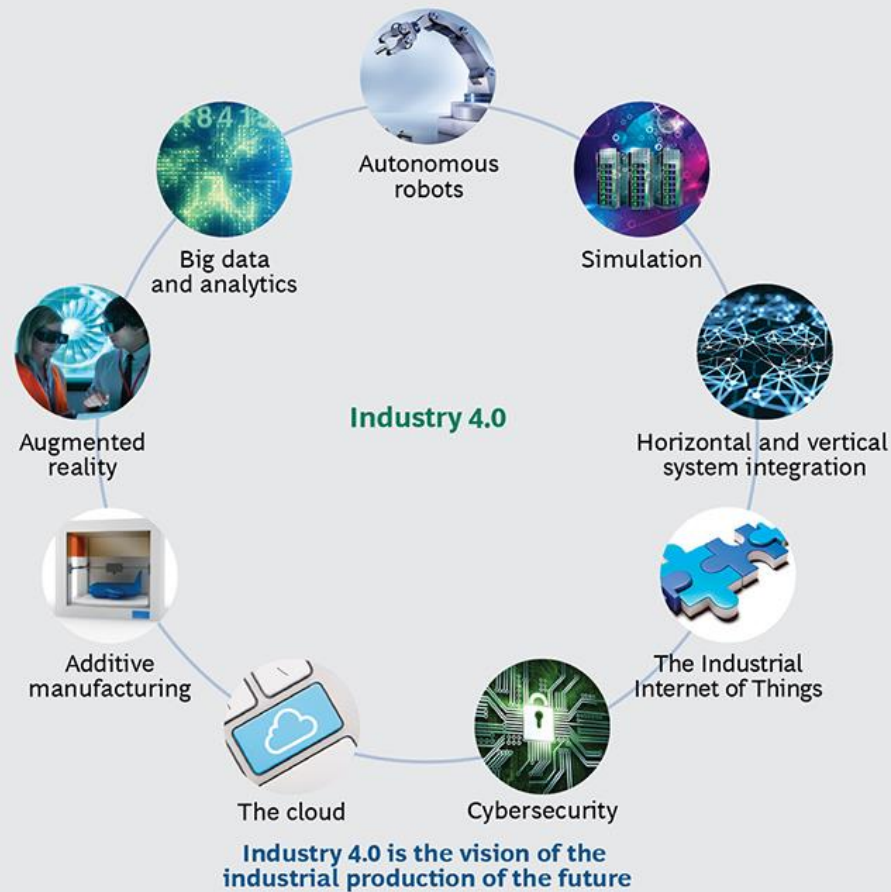 48415
Autonomous
robots
Simulation
Horizontal and vertical
system integration
The Industrial
Internet of Things
Cybersecurity
The cloud
Additive
manufacturing
Augmented
reality
Big data
and analytics
Industry 4.0
Industry 4.0 is the vision of the
industrial production of the future